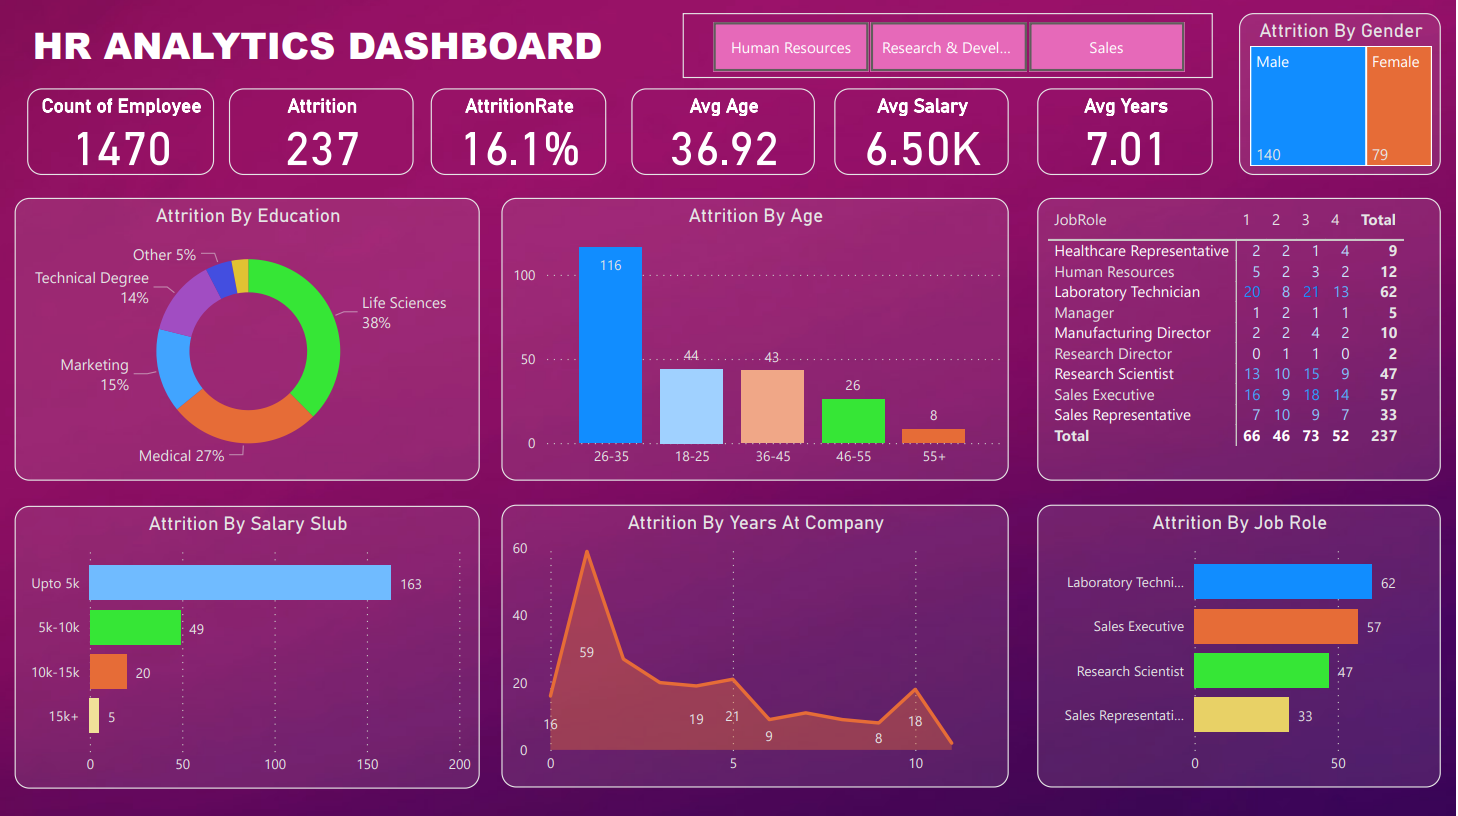 HR ANALYTICS DASHBOARD
Human Resources
Research & Devel...
Sales
Attrition By Gender
Male
Female
140
79
Count of Employee
1470
Attrition
237
AttritionRate
16.1%
Avg Age
36.92
Avg Salary
6.50K
Avg Years
7.01
Attrition By Education
Other 5%
Technical Degree
14%
Life Sciences
38%
Marketing
15%
Medical 27%
Attrition By Age
100
50
0
116
44
43
26
8
26-35
18-25
36-45
46-55
55+
JobRole 1 2 3 4 Total
Healthcare Representative 2 2 1 4 9
Human Resources 5 2 3 2 12
Laboratory Technician 20 8 21 13 62
Manager 1 2 1 1 5
Manufacturing Director 2 2 4 2 10
Research Director 0 1 1 0 2
Research Scientist 13 10 15 9 47
Sales Executive 16 9 18 14 57
Sales Representative 7 10 9 7 33
Total 66 46 73 52 237
Attrition By Salary Slub
Upto 5k 163
5k-10k 49
10k-15k 20
15k+ 5
0 50 100 150 200
Attrition By Years At Company
60
40
20
0
16
59
19
21
9
8
18
0 5 10
Attrition By Job Role
Laboratory Techni... 62
Sales Executive 57
Research Scientist 47
Sales Representati... 33
0 50